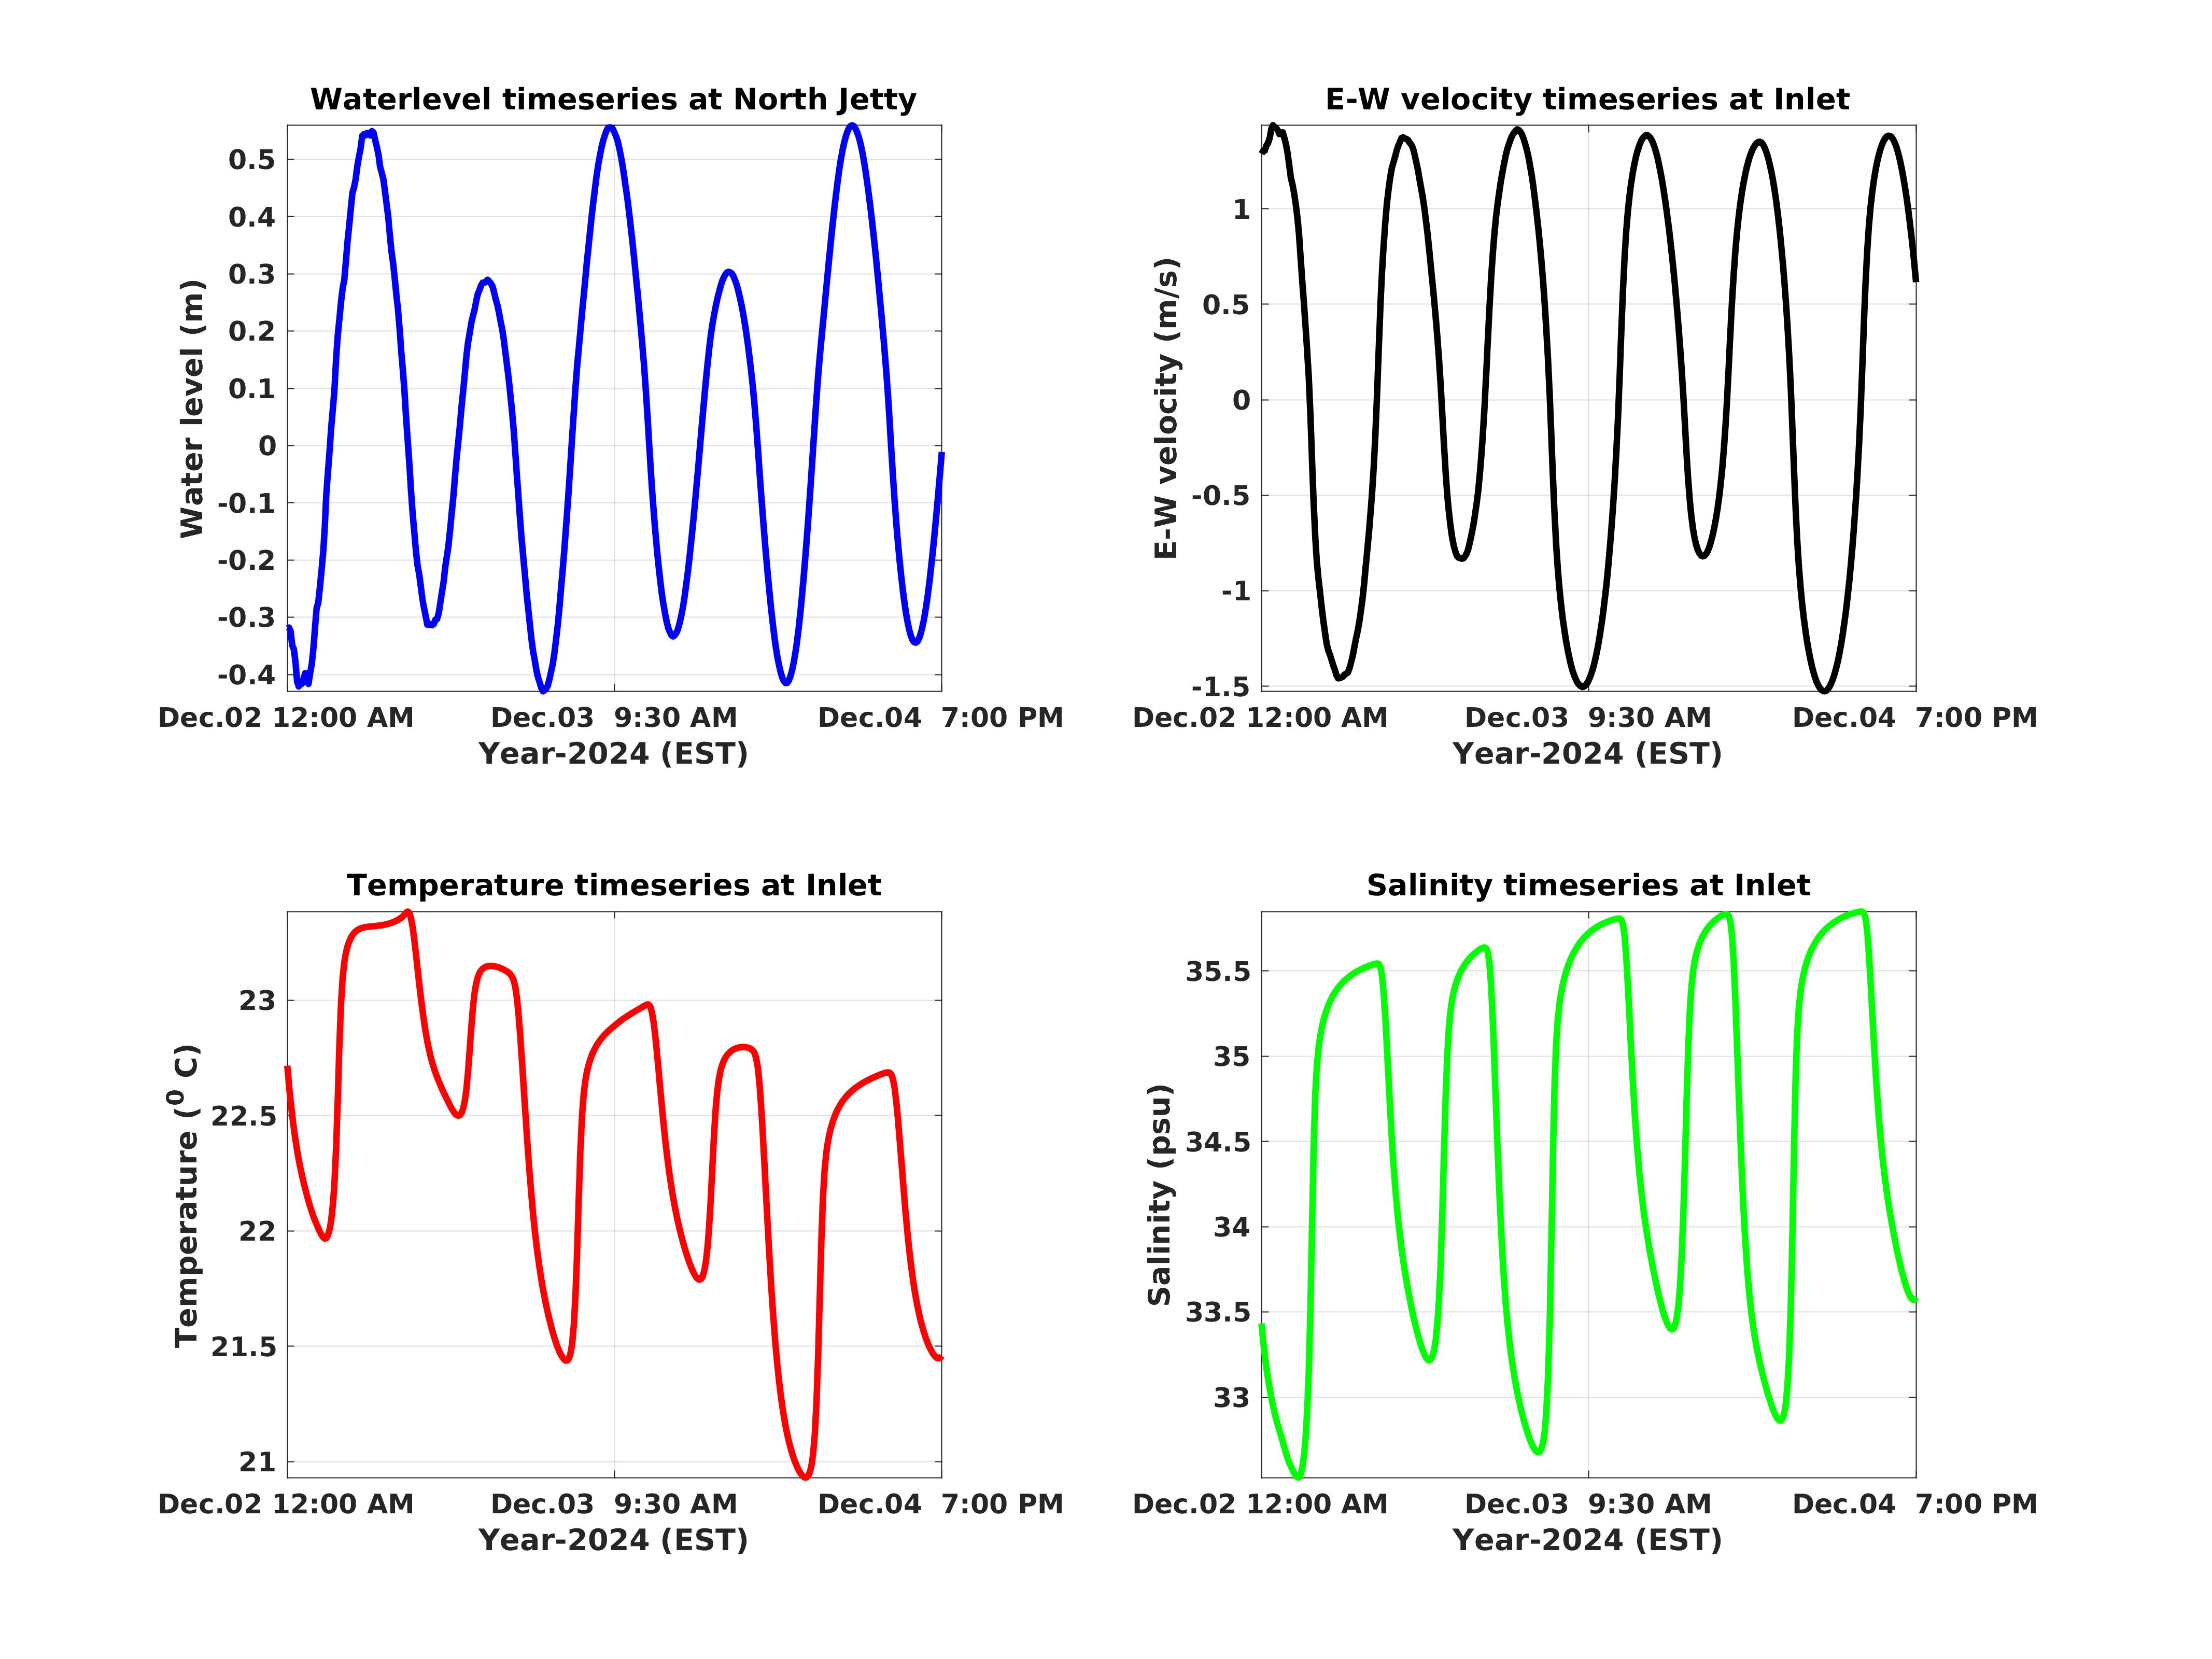 Waterlevel timeseries at North Jetty
0.5
0.4
0.3
0.2
0.1
0
-0.1
-0.2
-0.3
-0.4
Water level (m)
Dec.02 12:00 AM Dec.03 9:30 AM Dec.04 7:00 PM
Year-2024 (EST)
E-W velocity timeseries at Inlet
1
0.5
0
-0.5
-1
-1.5
E-W velocity (m/s)
Dec.02 12:00 AM Dec.03 9:30 AM Dec.04 7:00 PM
Year-2024 (EST)
Temperature timeseries at Inlet
23
22.5
22
21.5
21
Temperature (⁰ C)
Dec.02 12:00 AM Dec.03 9:30 AM Dec.04 7:00 PM
Year-2024 (EST)
Salinity timeseries at Inlet
35.5
35
34.5
34
33.5
33
Salinity (psu)
Dec.02 12:00 AM Dec.03 9:30 AM Dec.04 7:00 PM
Year-2024 (EST)